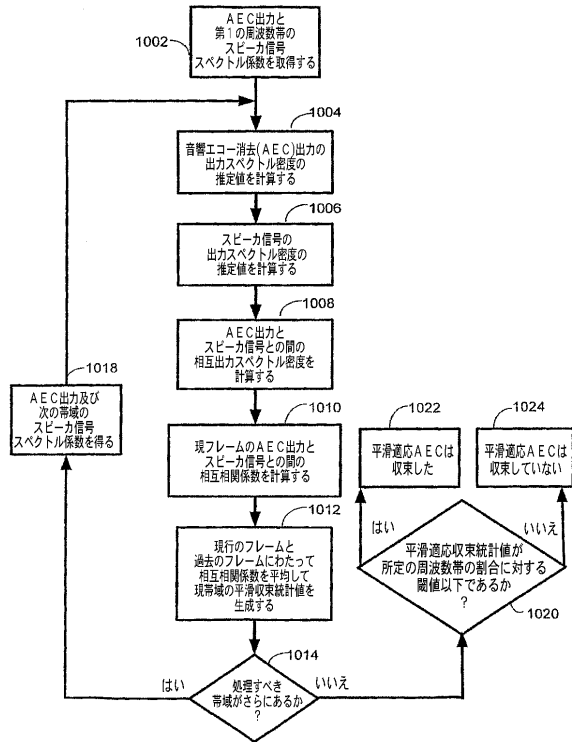 AEC出力と
第1の周波数帯の
スピーカ信号
スペクトル係数を取得する
1002
1004
音響エコー消去(AEC)出力の
出力スペクトル密度の
推定値を計算する
1006
スピーカ信号の
出力スペクトル密度の
推定値を計算する
1008
AEC出力と
スピーカ信号との間の
相互出力スペクトル密度を
計算する
1018
AEC出力及び
次の帯域の
スピーカ信号
スペクトル係数を得る
1010
現フレームのAEC出力と
スピーカ信号との間の
相互相関係数を計算する
1012
現行のフレームと
過去のフレームにわたって
相互相関係数を平均して
現帯域の平滑収束統計値を
生成する
1014
処理すべき
帯域がさらにあるか
?
はい
いいえ
1022
平滑適応AECは
収束した
1024
平滑適応AECは
収束していない
はい
いいえ
平滑適応収束統計値が
所定の周波数帯の割合に対する
閾値以下であるか
?
1020